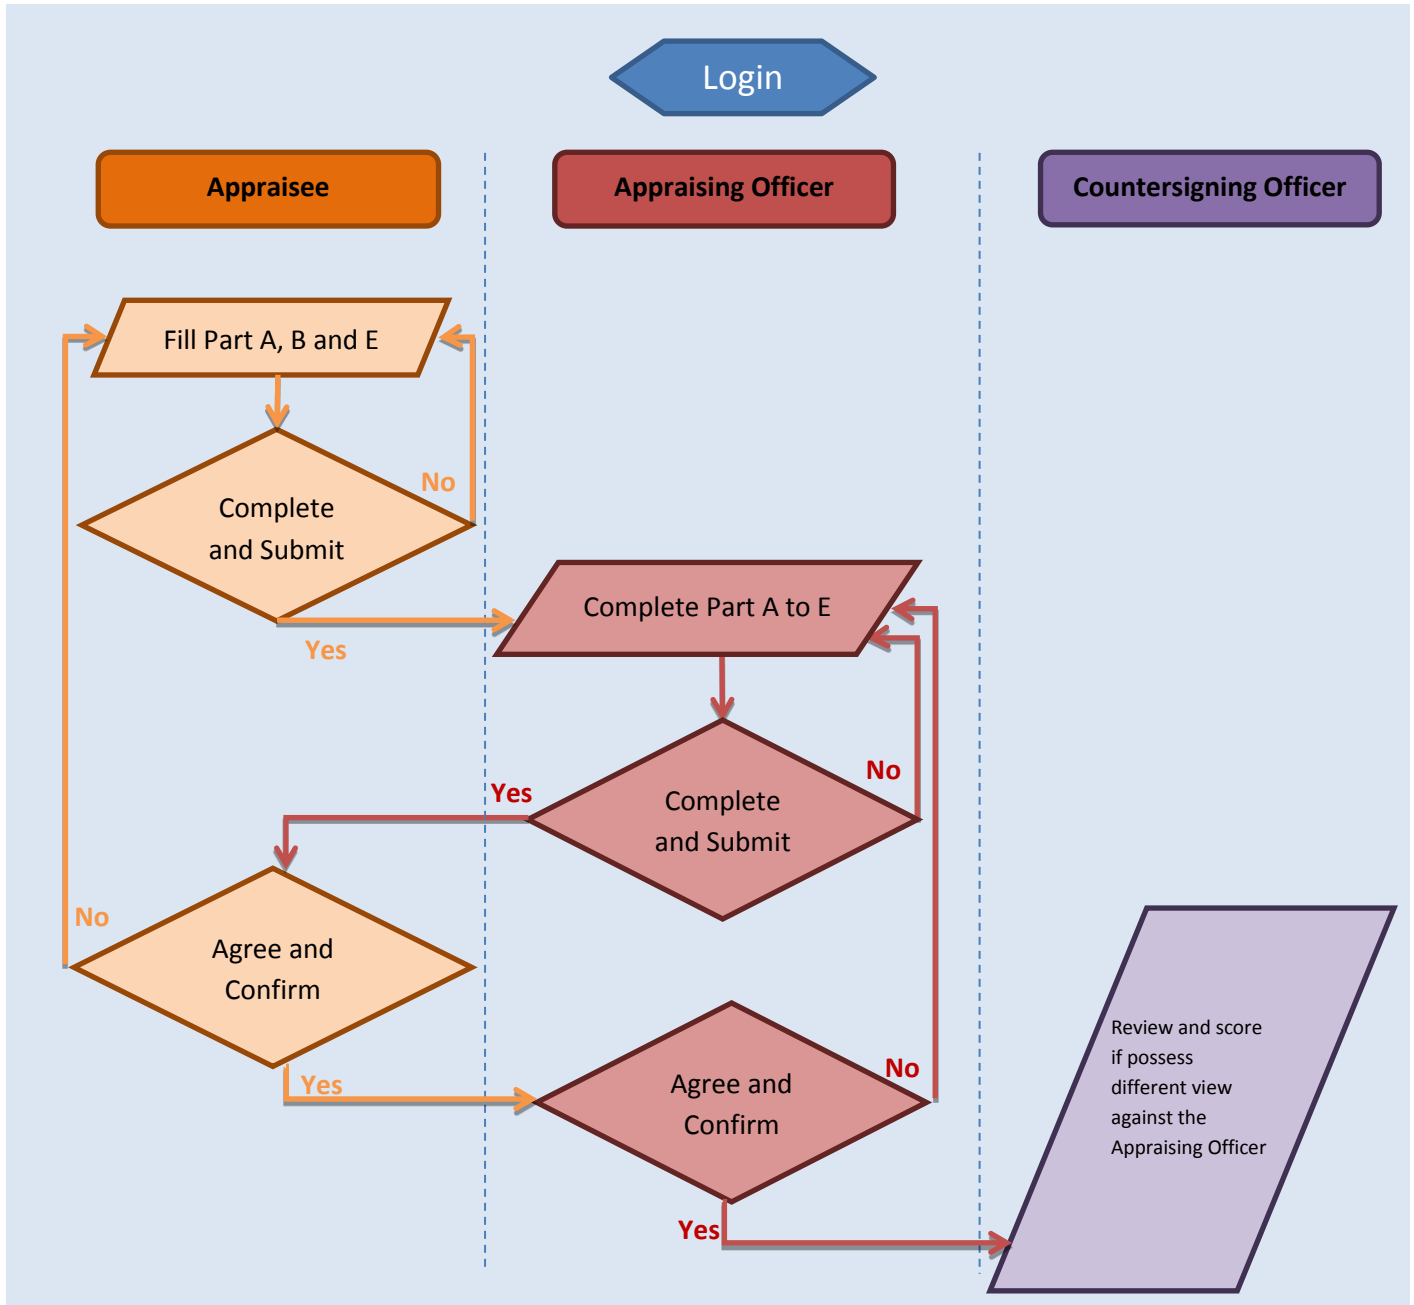 Login
Appraisee
Appraising Officer
Countersigning Officer
Fill Part A, B and E
No
Complete
and Submit
Yes
Complete Part A to E
No
Yes
Complete
and Submit
No
Agree and
Confirm
Yes
No
Agree and
Confirm
Yes
Review and score
if possess
different view
against the
Appraising Officer